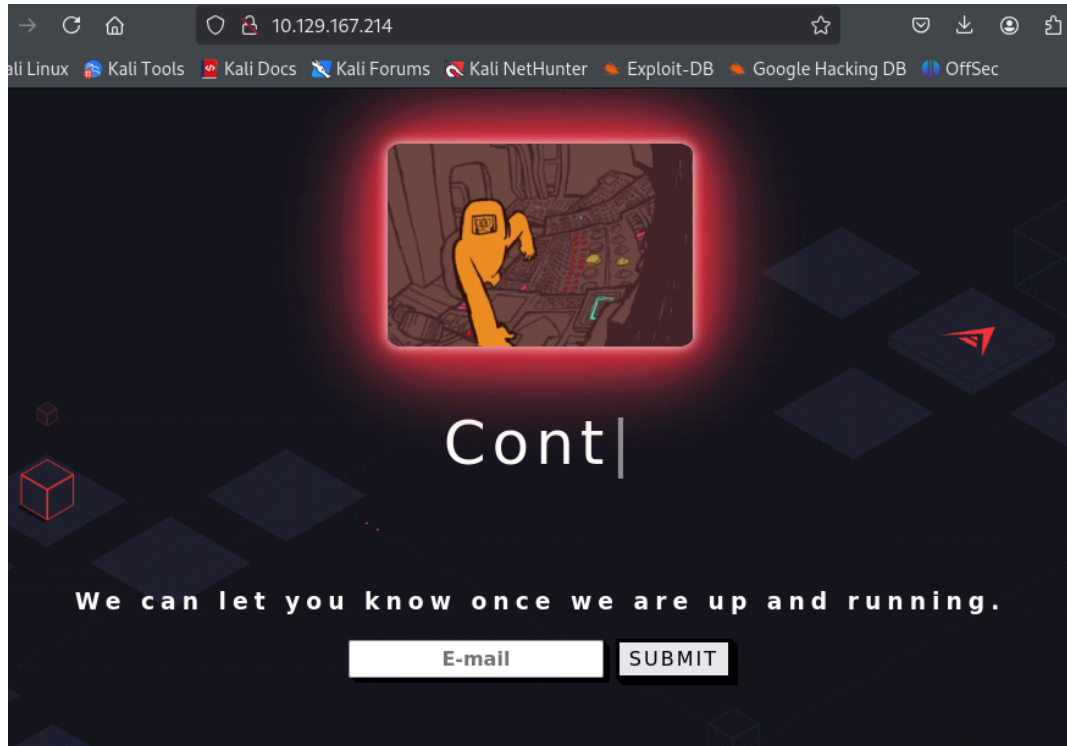 10.129.167.214
ali Linux Kali Tools Kali Docs Kali Forums Kali NetHunter Exploit-DB Google Hacking DB OffSec
Cont
We can let you know once we are up and running.
E-mail SUBMIT